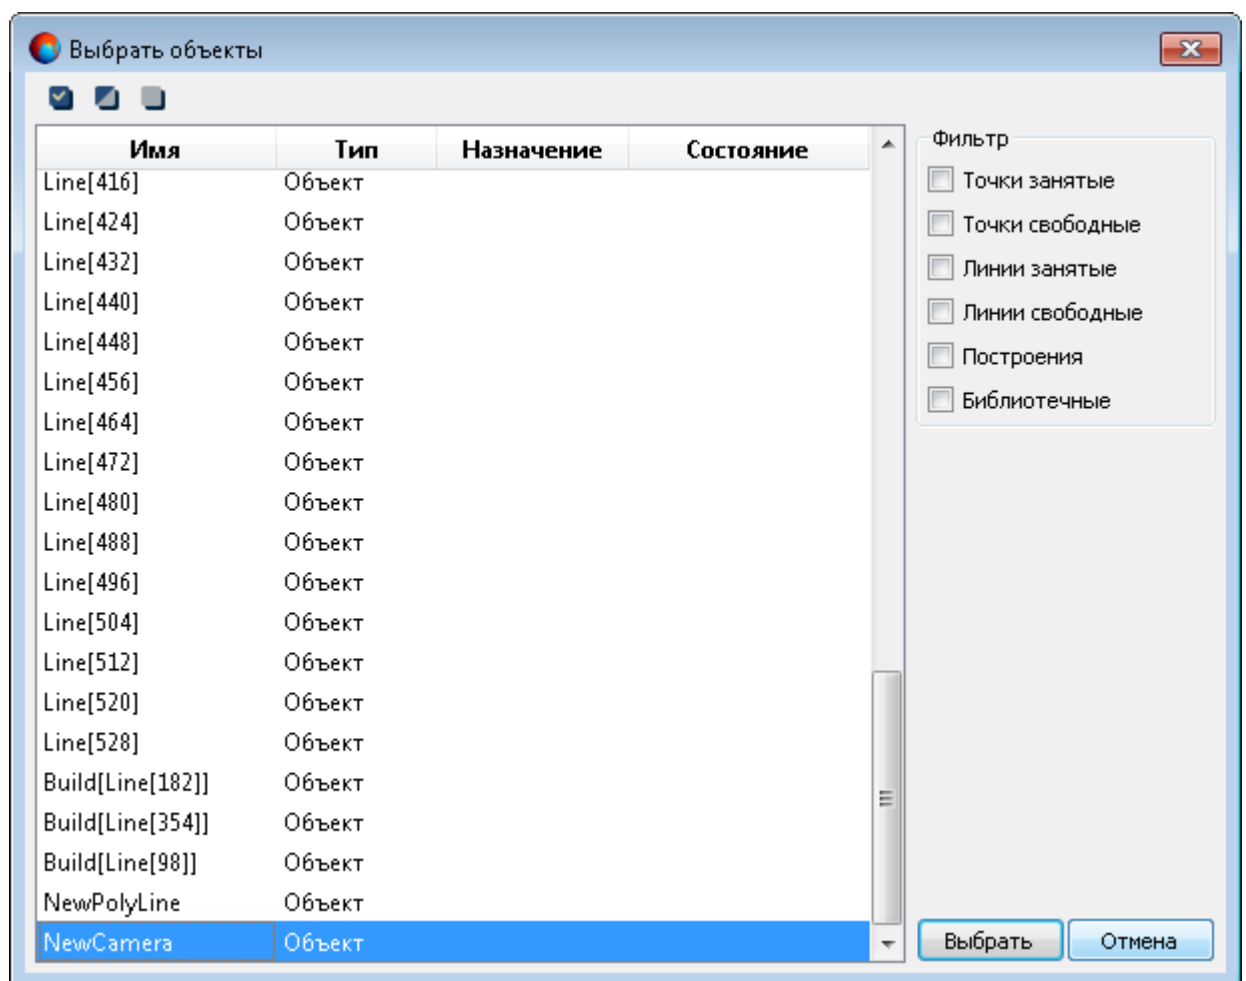 Выбрать объекты
Имя Тип Назначение Состояние
Line[416] Объект
Line[424] Объект
Line[432] Объект
Line[440] Объект
Line[448] Объект
Line[456] Объект
Line[464] Объект
Line[472] Объект
Line[480] Объект
Line[488] Объект
Line[496] Объект
Line[504] Объект
Line[512] Объект
Line[520] Объект
Line[528] Объект
Build[Line[182]] Объект
Build[Line[354]] Объект
Build[Line[98]] Объект
NewPolyLine Объект
NewCamera Объект
Фильтр
Точки занятые
Точки свободные
Линии занятые
Линии свободные
Построения
Библиотечные
Выбрать Отмена